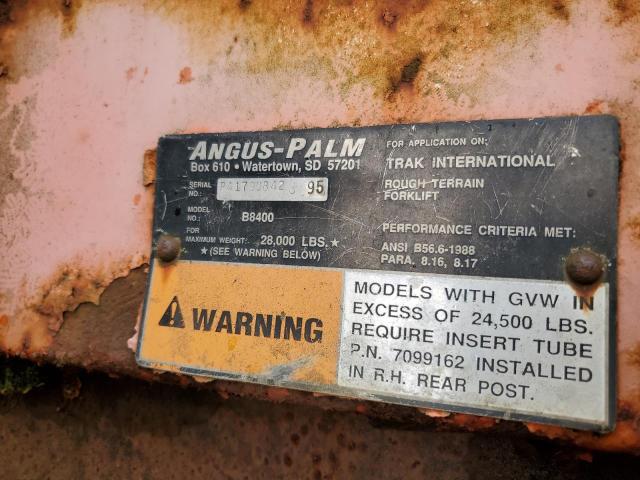 ANGUS-PALM
Box 610 • Watertown, SD 57201
SERIAL NO.: 95
MODEL NO.: B8400
FOR MAXIMUM WEIGHT: 28,000 LBS. ★
★ (SEE WARNING BELOW)
FOR APPLICATION ON:
TRAK INTERNATIONAL
ROUGH TERRAIN
FORKLIFT
PERFORMANCE CRITERIA MET:
ANSI B56.6-1988
PARA. 8.16, 8.17
WARNING
MODELS WITH GVW IN
EXCESS OF 24,500 LBS.
REQUIRE INSERT TUBE
P.N. 7099162 INSTALLED
IN R.H. REAR POST.